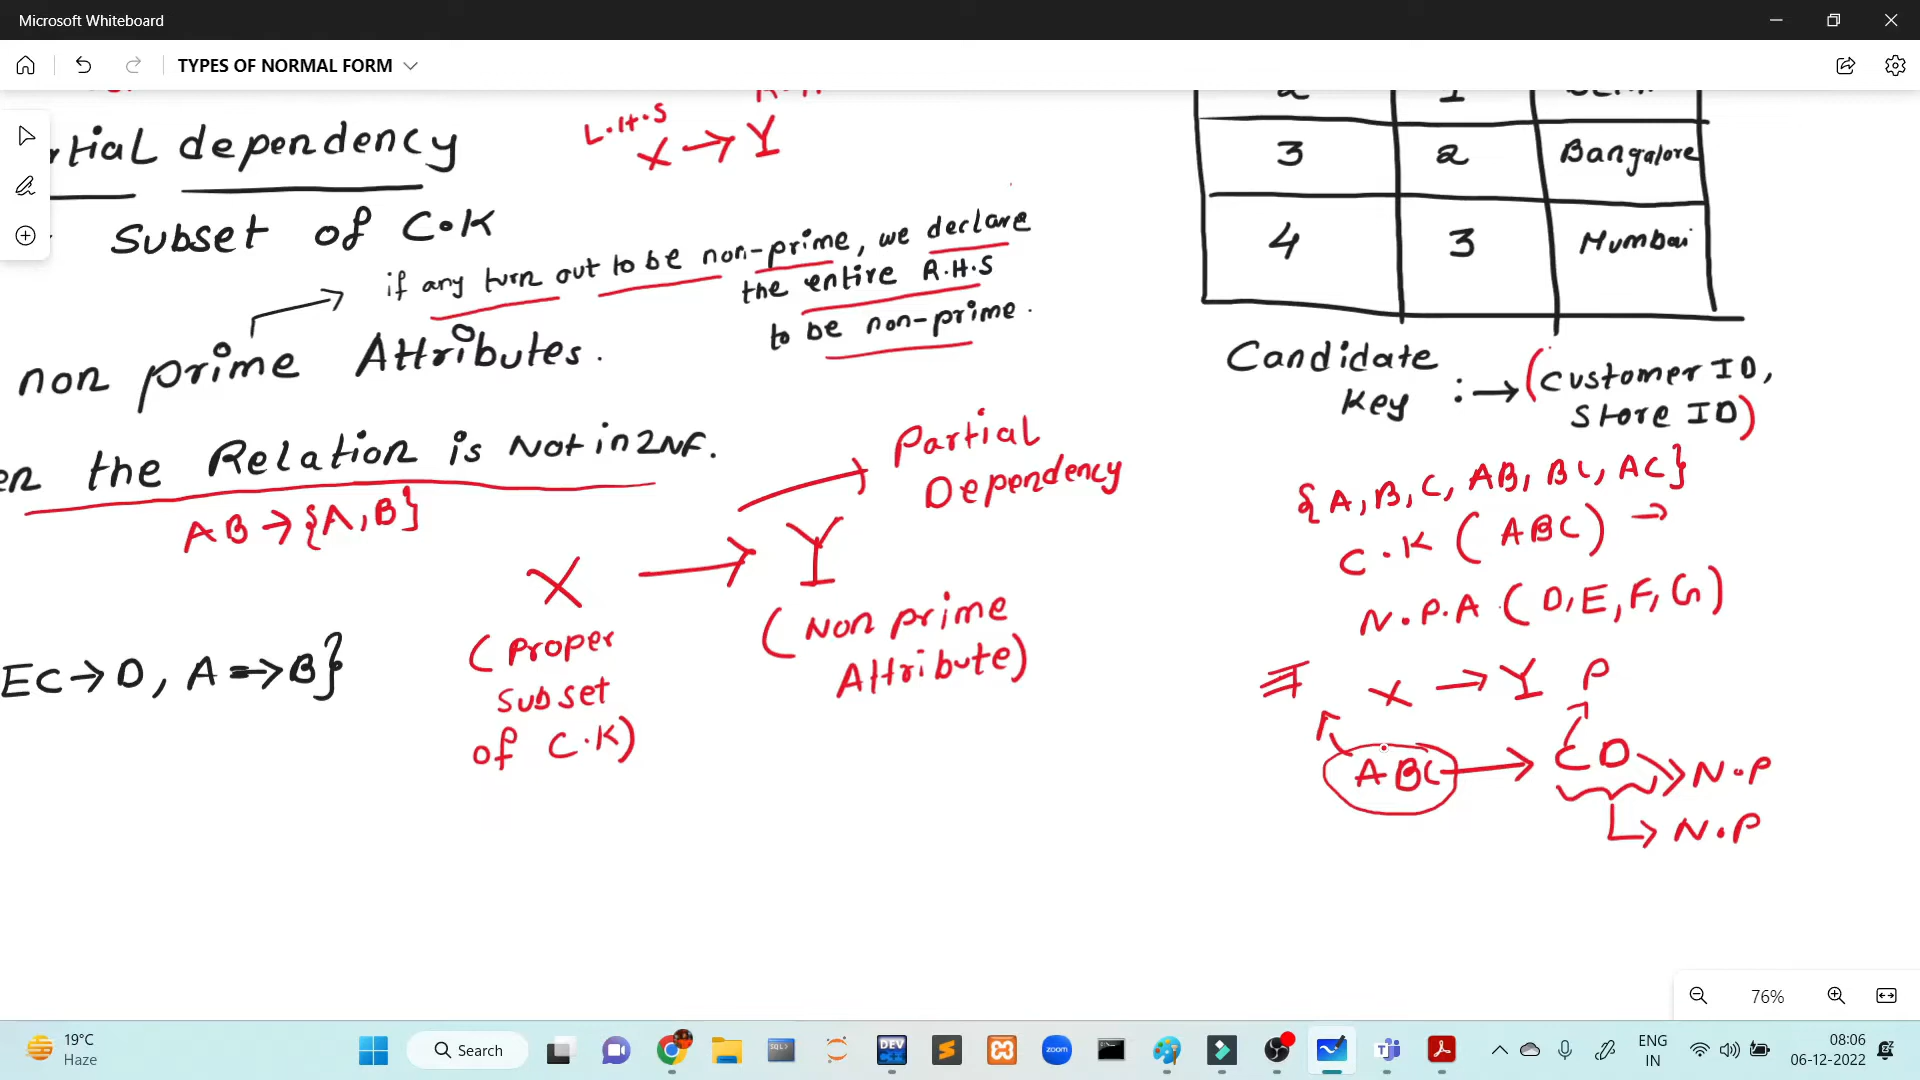 Microsoft Whiteboard
TYPES OF NORMAL FORM
L.H.S
X → Y
dependency
Subset of C.K
if any turn out to be non-prime, we declare
the entire R.H.S
to be non-prime.
non prime Attributes.
the Relation is Not in 2NF.
AB → {A, B}
Partial
Dependency
X → Y
(Proper
subset
of C.K)
(Non prime
Attribute)
EC → D, A => B}
3 2 Bangalore
4 3 Mumbai
Candidate
Key : → (Customer ID,
Store ID)
{A, B, C, AB, BC, AC}
C.K (ABC) →
N.P.A (D, E, F, G)
X → Y P
ABC → CD → N.P
↳ N.P
76%
19°C
Haze
Search
ENG
IN
08:06
06-12-2022